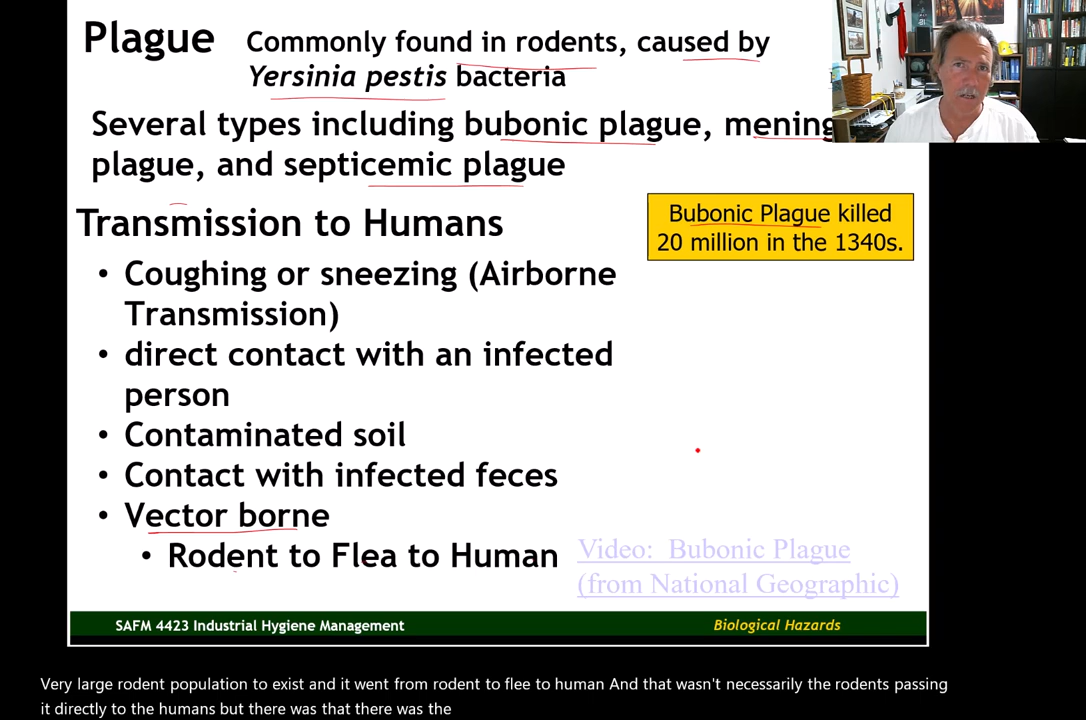 Plague Commonly found in rodents, caused by
Yersinia pestis bacteria
Several types including bubonic plague, mening
plague, and septicemic plague
Transmission to Humans
Bubonic Plague killed
20 million in the 1340s.
• Coughing or sneezing (Airborne
Transmission)
• direct contact with an infected
person
• Contaminated soil
• Contact with infected feces
• Vector borne
• Rodent to Flea to Human
Video: Bubonic Plague
(from National Geographic)
SAFM 4423 Industrial Hygiene Management
Biological Hazards
Very large rodent population to exist and it went from rodent to flee to human And that wasn't necessarily the rodents passing
it directly to the humans but there was that there was the